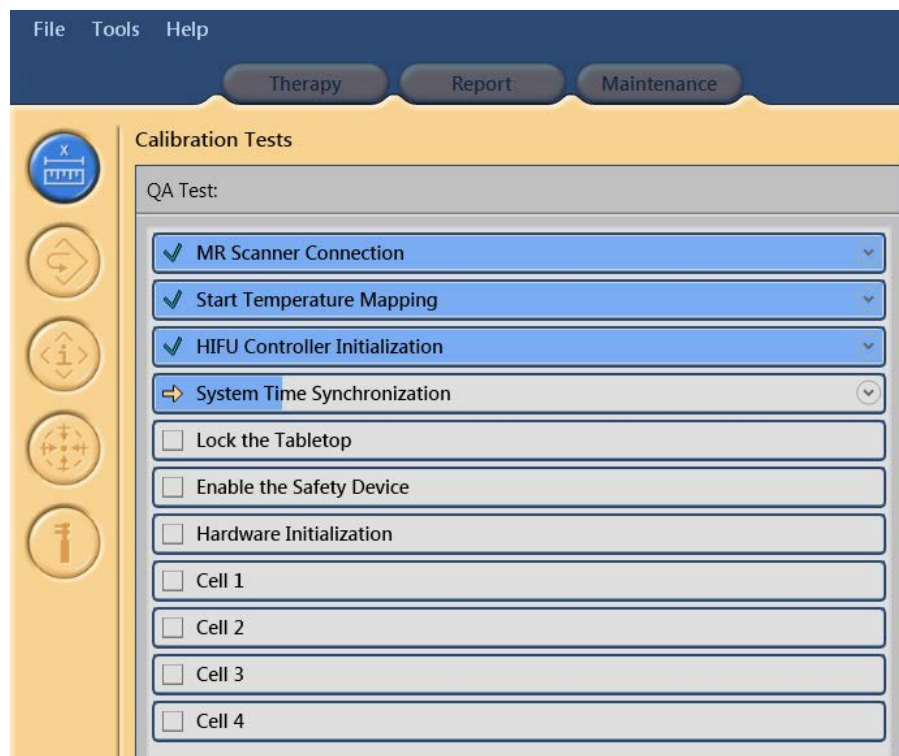 File Tools Help
Therapy Report Maintenance
Calibration Tests
X
QA Test:
MR Scanner Connection
Start Temperature Mapping
HIFU Controller Initialization
System Time Synchronization
Lock the Tabletop
Enable the Safety Device
Hardware Initialization
Cell 1
Cell 2
Cell 3
Cell 4